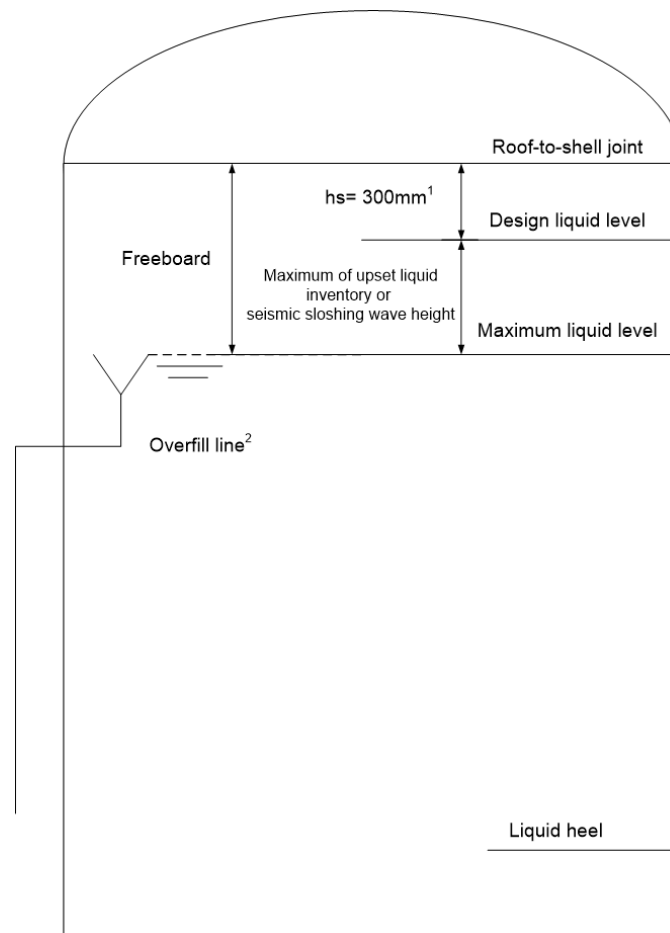 Roof-to-shell joint
hs= 300mm¹
Design liquid level
Freeboard
Maximum of upset liquid
inventory or
seismic sloshing wave height
Maximum liquid level
Overfill line²
Liquid heel